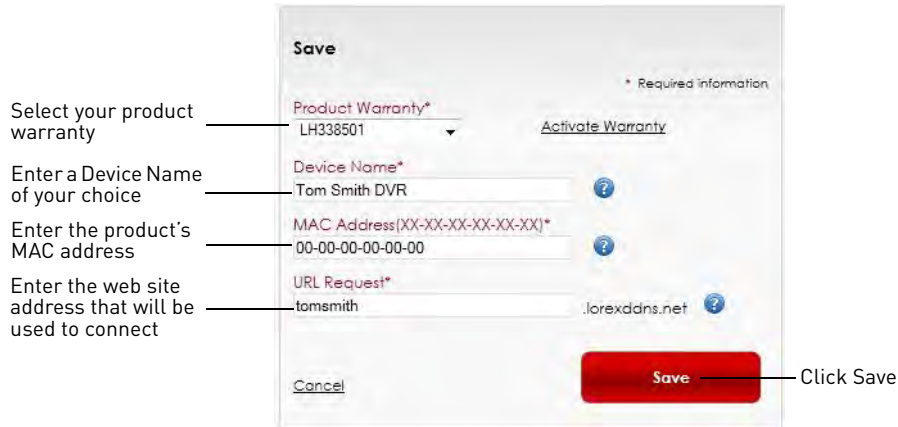 Save
* Required information
Select your product
warranty
Product Warranty*
LH338501
Activate Warranty
Enter a Device Name
of your choice
Device Name*
Tom Smith DVR
?
Enter the product's
MAC address
MAC Address(XX-XX-XX-XX-XX-XX)*
00-00-00-00-00-00
?
Enter the web site
address that will be
used to connect
URL Request*
tomsmith
.lorexddns.net
?
Cancel
Save
Click Save